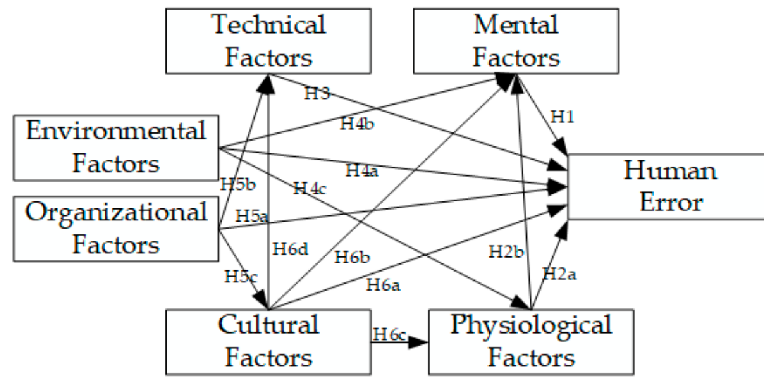 Technical
Factors
Mental
Factors
H3
H1
H4b
Environmental
Factors
H4a
Human
Error
H5b
H4c
Organizational
Factors
H5a
H6d
H6b
H2b
H5c
H6a
H2a
Cultural
Factors
H6c
Physiological
Factors